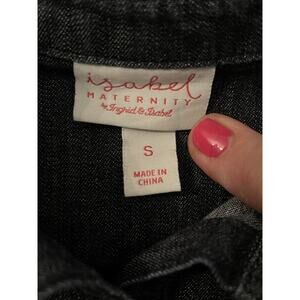 isabel
MATERNITY
by Ingrid & Isabel
S
MADE IN
CHINA